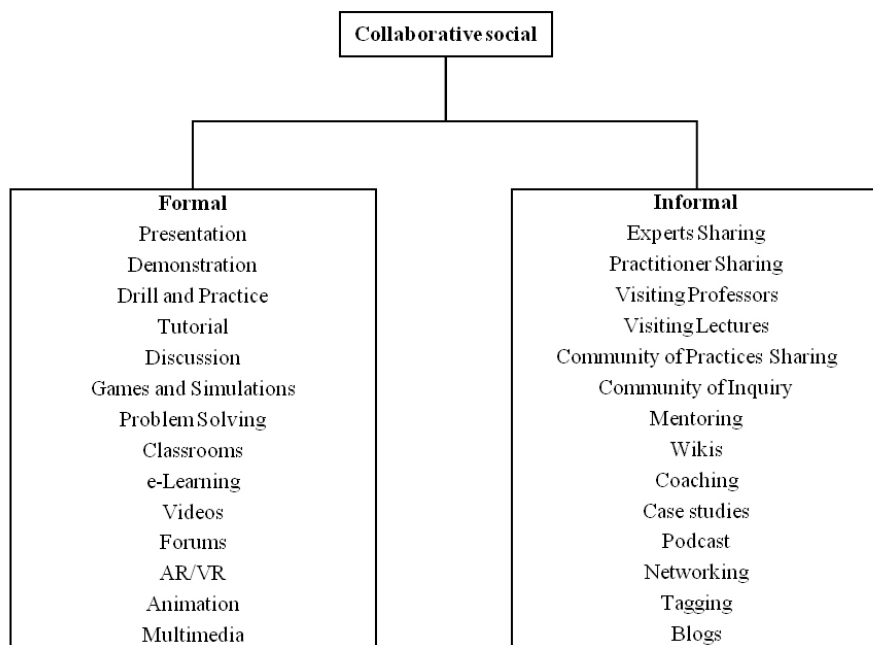 Collaborative social
Formal
Presentation
Demonstration
Drill and Practice
Tutorial
Discussion
Games and Simulations
Problem Solving
Classrooms
e-Learning
Videos
Forums
AR/VR
Animation
Multimedia
Informal
Experts Sharing
Practitioner Sharing
Visiting Professors
Visiting Lectures
Community of Practices Sharing
Community of Inquiry
Mentoring
Wikis
Coaching
Case studies
Podcast
Networking
Tagging
Blogs